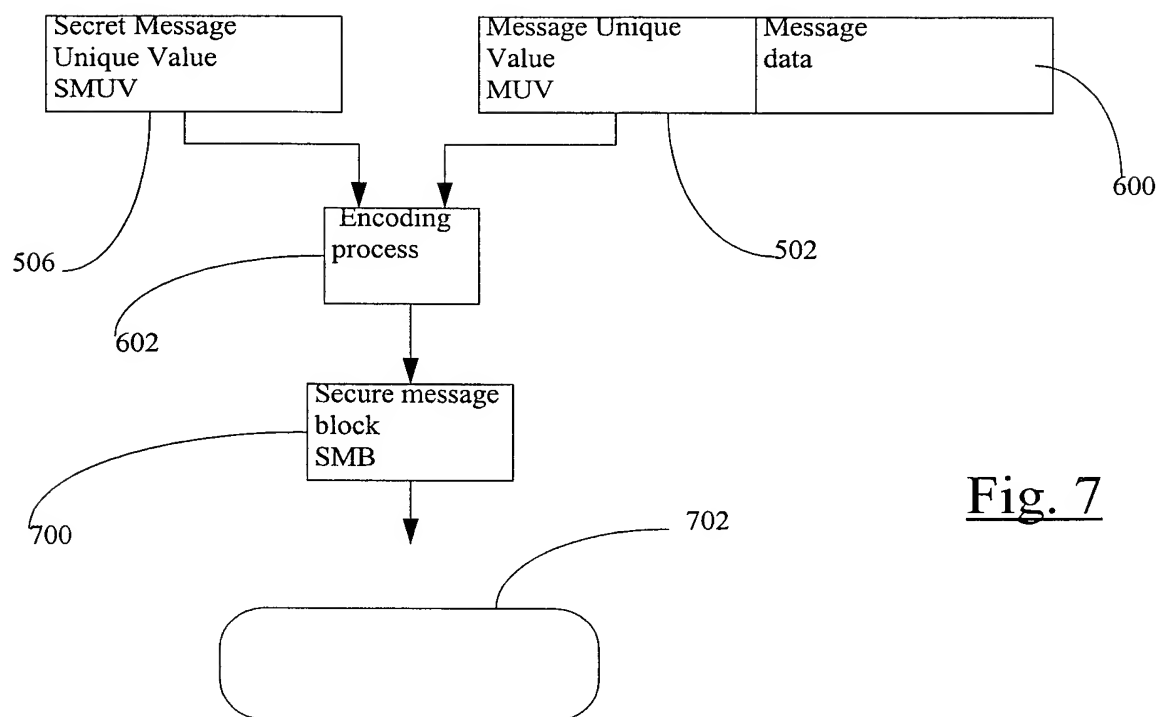 Secret Message
Unique Value
SMUV
Message Unique
Value
MUV
Message
data
600
Encoding
process
506
502
602
Secure message
block
SMB
Fig. 7
700
702